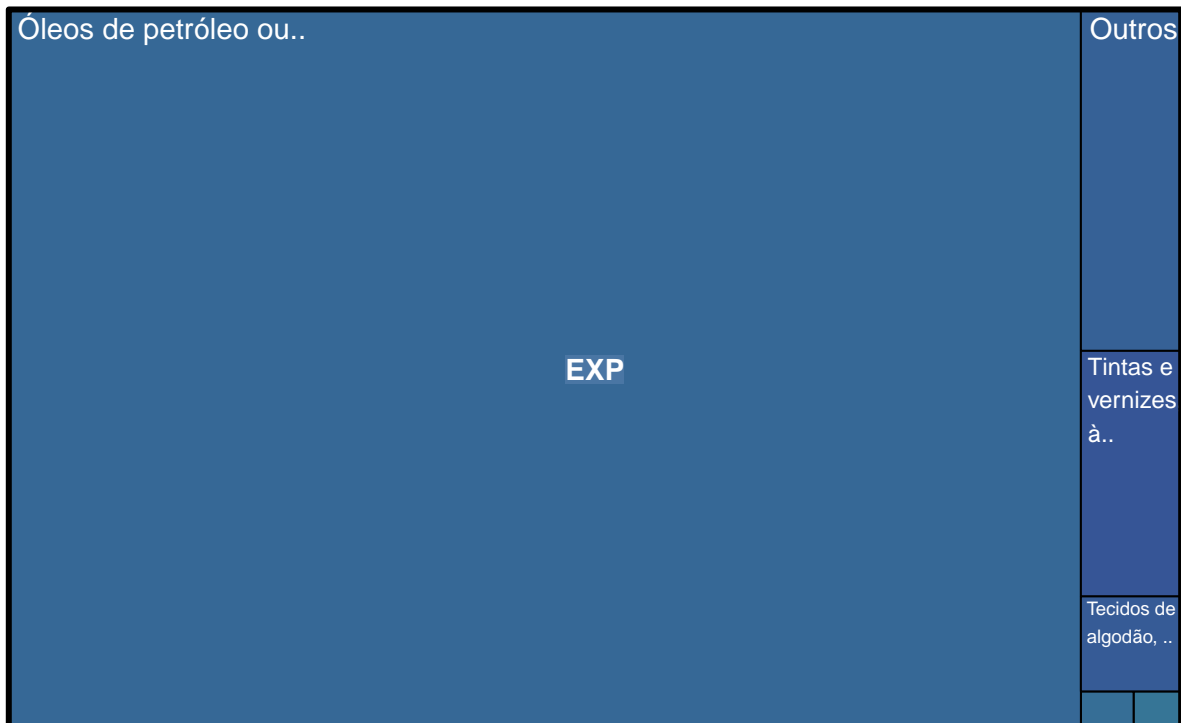 Óleos de petróleo ou..
Outros
EXP
Tintas e
vernizes
à..
Tecidos de
algodão, ..